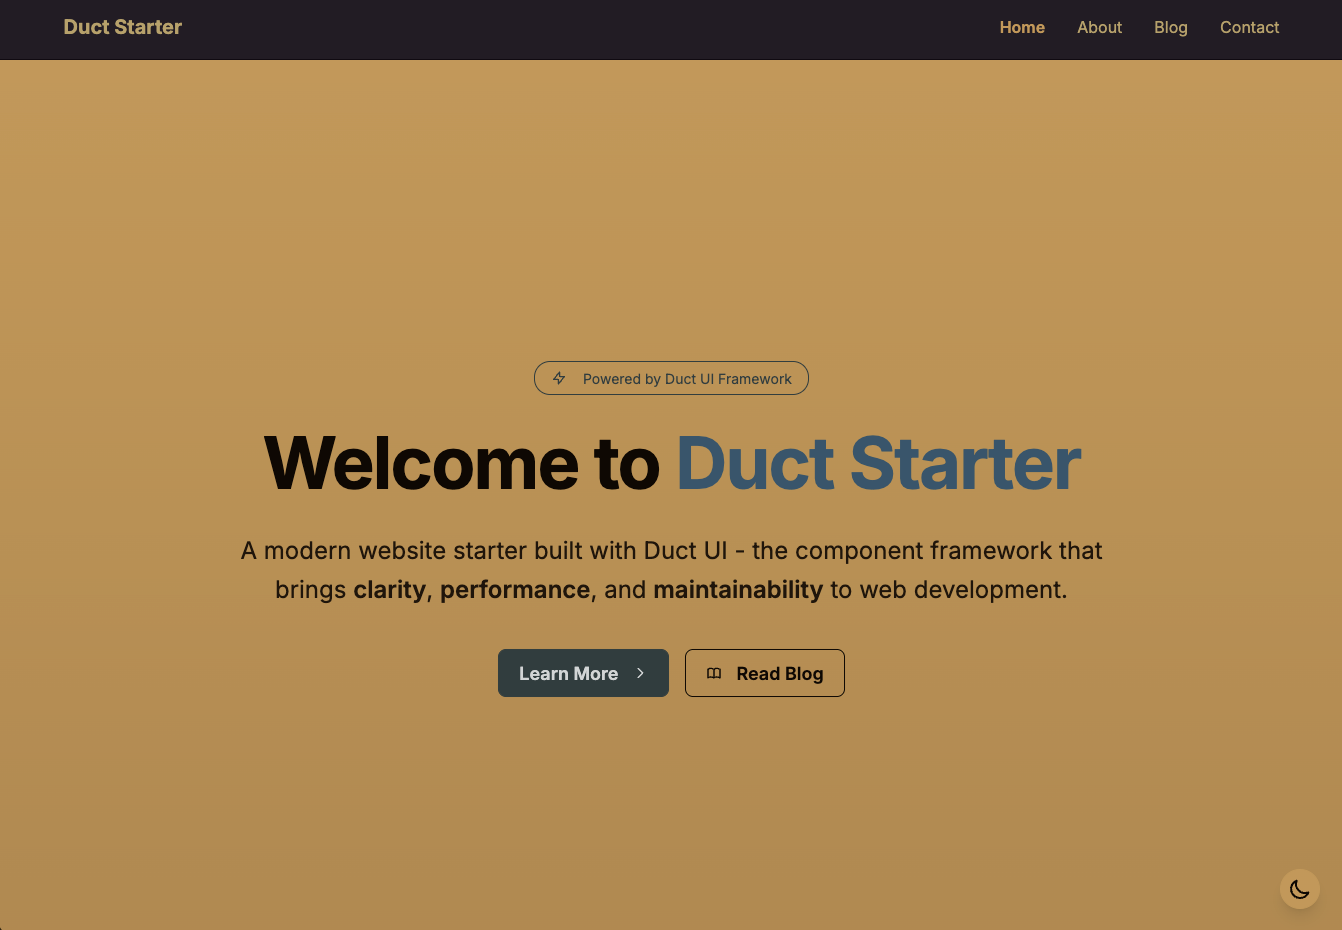 Duct Starter
Home About Blog Contact
Powered by Duct UI Framework
Welcome to Duct Starter
A modern website starter built with Duct UI - the component framework that
brings clarity, performance, and maintainability to web development.
Learn More
Read Blog